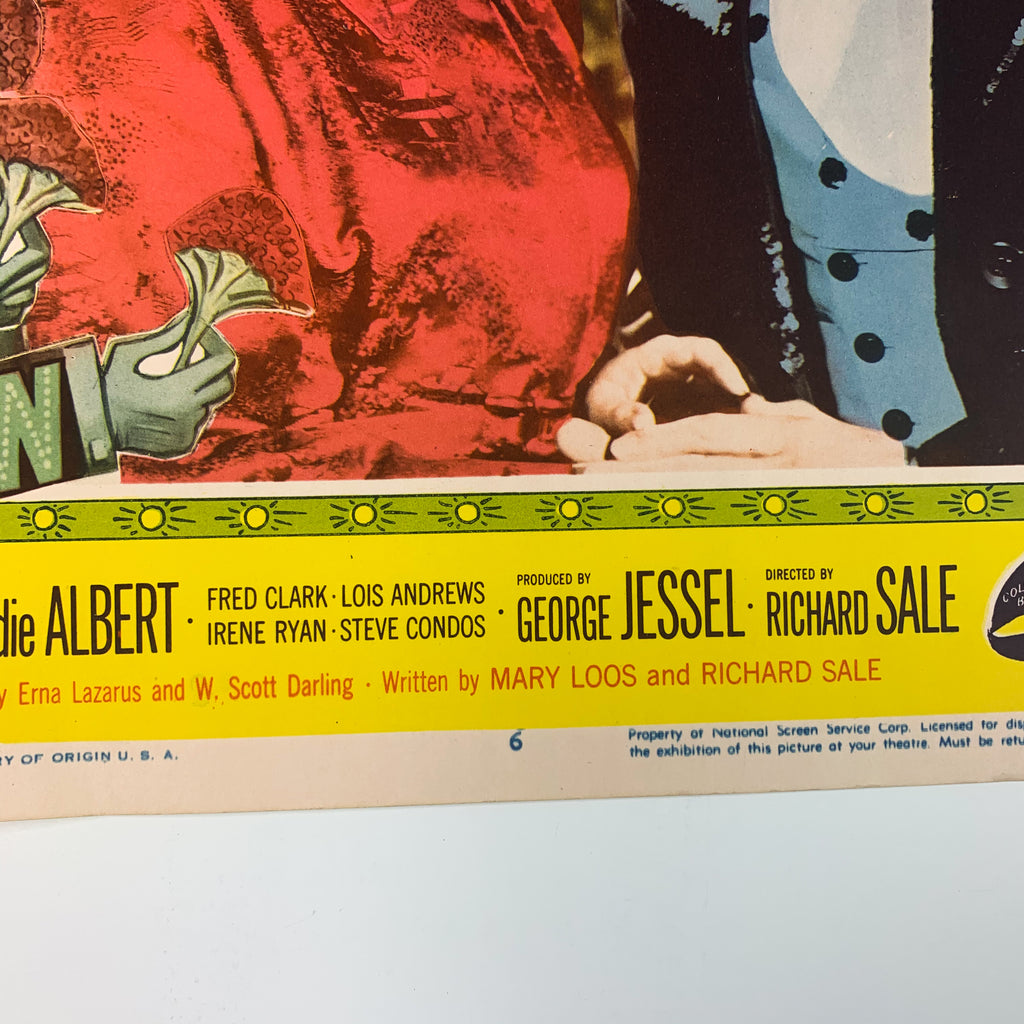 N!
die ALBERT · FRED CLARK · LOIS ANDREWS
IRENE RYAN · STEVE CONDOS · PRODUCED BY
GEORGE JESSEL · DIRECTED BY
RICHARD SALE
y Erna Lazarus and W. Scott Darling · Written by MARY LOOS and RICHARD SALE
RY OF ORIGIN U. S. A.
6
Property of National Screen Service Corp. Licensed for dis
the exhibition of this picture at your theatre. Must be retu